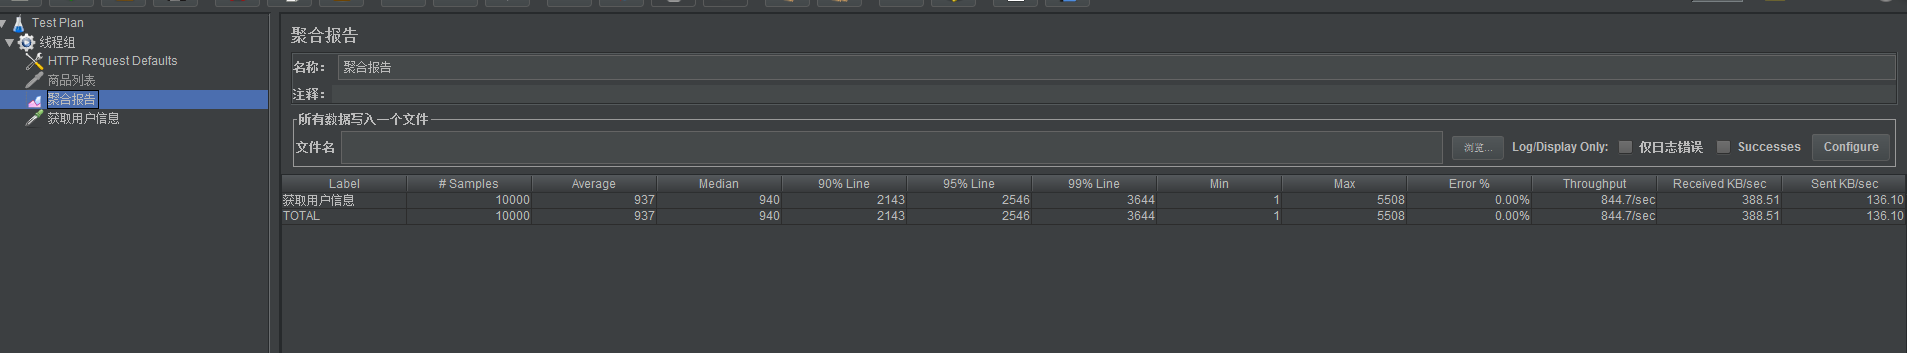 Test Plan
线程组
HTTP Request Defaults
商品列表
聚合报告
获取用户信息
聚合报告
名称： 聚合报告
注释：
所有数据写入一个文件
文件名 浏览... Log/Display Only: 仅日志错误 Successes Configure
Label # Samples Average Median 90% Line 95% Line 99% Line Min Max Error % Throughput Received KB/sec Sent KB/sec
获取用户信息 10000 937 940 2143 2546 3644 1 5508 0.00% 844.7/sec 388.51 136.10
TOTAL 10000 937 940 2143 2546 3644 1 5508 0.00% 844.7/sec 388.51 136.10